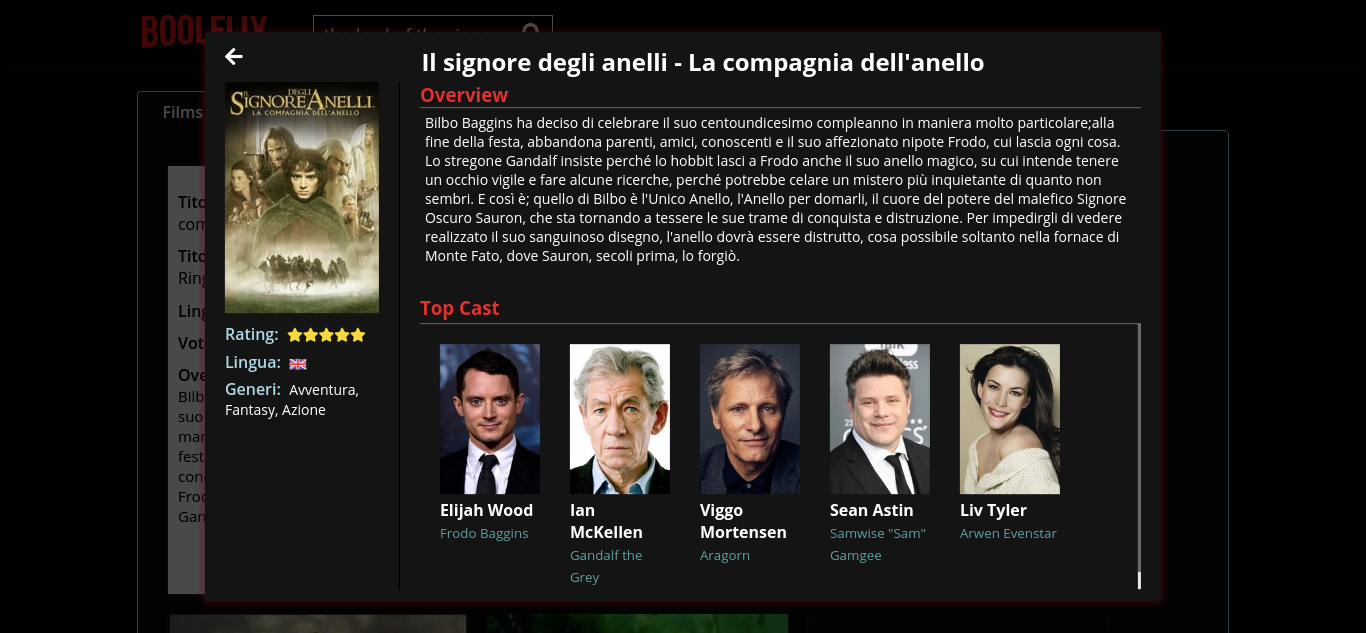 BOOLFLIX
the lord of the rings
Il signore degli anelli - La compagnia dell'anello
Films
IL SIGNORE DEGLI ANELLI
LA COMPAGNIA DELL'ANELLO
Rating:
Lingua:
Generi: Avventura,
Fantasy, Azione
Overview
Bilbo Baggins ha deciso di celebrare il suo centoundicesimo compleanno in maniera molto particolare;alla
fine della festa, abbandona parenti, amici, conoscenti e il suo affezionato nipote Frodo, cui lascia ogni cosa.
Lo stregone Gandalf insiste perché lo hobbit lasci a Frodo anche il suo anello magico, su cui intende tenere
un occhio vigile e fare alcune ricerche, perché potrebbe celare un mistero più inquietante di quanto non
sembri. E così è; quello di Bilbo è l'Unico Anello, l'Anello per domarli, il cuore del potere del malefico Signore
Oscuro Sauron, che sta tornando a tessere le sue trame di conquista e distruzione. Per impedirgli di vedere
realizzato il suo sanguinoso disegno, l'anello dovrà essere distrutto, cosa possibile soltanto nella fornace di
Monte Fato, dove Sauron, secoli prima, lo forgiò.
Top Cast
Elijah Wood
Frodo Baggins
Ian
McKellen
Gandalf the
Grey
Viggo
Mortensen
Aragorn
Sean Astin
Samwise "Sam"
Gamgee
Liv Tyler
Arwen Evenstar
Tito
com
Tito
Ring
Ling
Vot
Ove
Bilb
suo
mar
fest
con
Fro
Gan